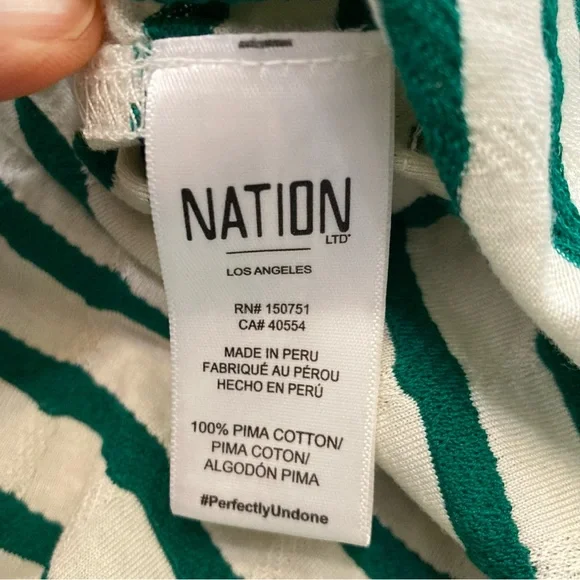 NATION
LTD
LOS ANGELES
RN# 150751
CA# 40554
MADE IN PERU
FABRIQUÉ AU PÉROU
HECHO EN PERÚ
100% PIMA COTTON/
PIMA COTON/
ALGODÓN PIMA
#PerfectlyUndone